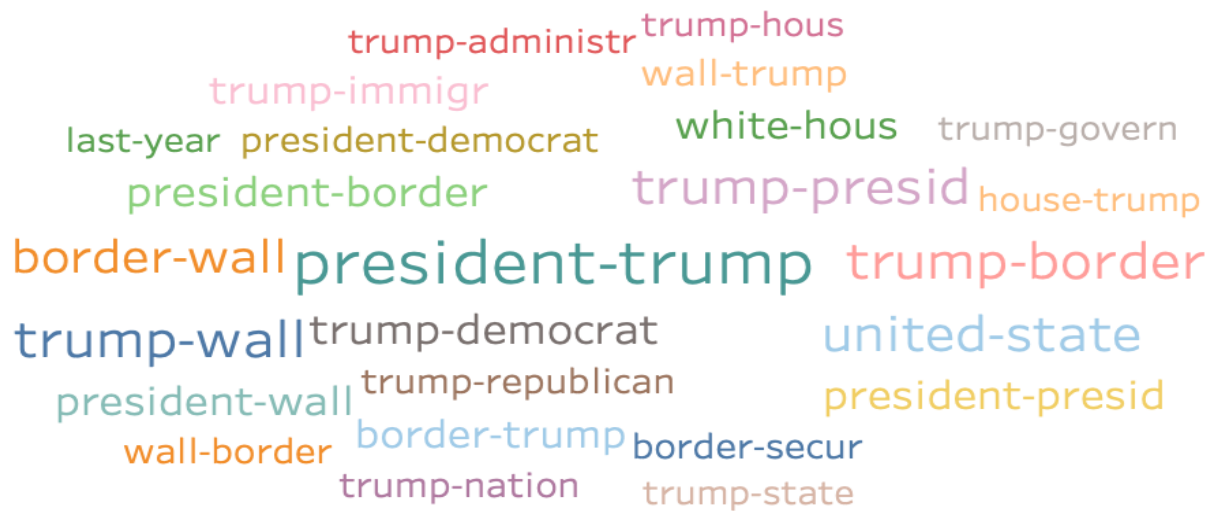 trump-administr trump-hous
trump-immigr wall-trump
last-year president-democrat white-hous trump-govern
president-border trump-presid house-trump
border-wall president-trump trump-border
trump-wall trump-democrat united-state
president-wall trump-republican president-presid
wall-border border-trump border-secur
trump-nation trump-state